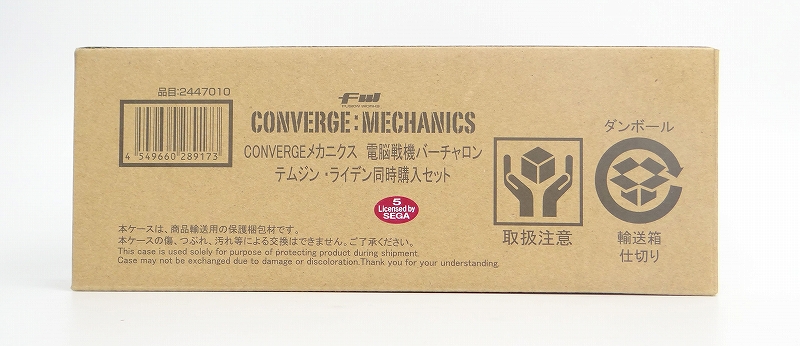 品目:2447010
4 549660 289173
FW
FUSION WORKS
CONVERGE:MECHANICS
CONVERGEメカニクス 電脳戦機バーチャロン
テムジン・ライデン同時購入セット
5
Licensed by
SEGA
本ケースは、商品輸送用の保護梱包材です。
本ケースの傷、つぶれ、汚れ等による交換はできません。ご了承ください。
This case is used solely for purpose of protecting product during shipment.
Case may not be exchanged due to damage or discoloration.Thank you for your understanding.
取扱注意
ダンボール
輸送箱
仕切り